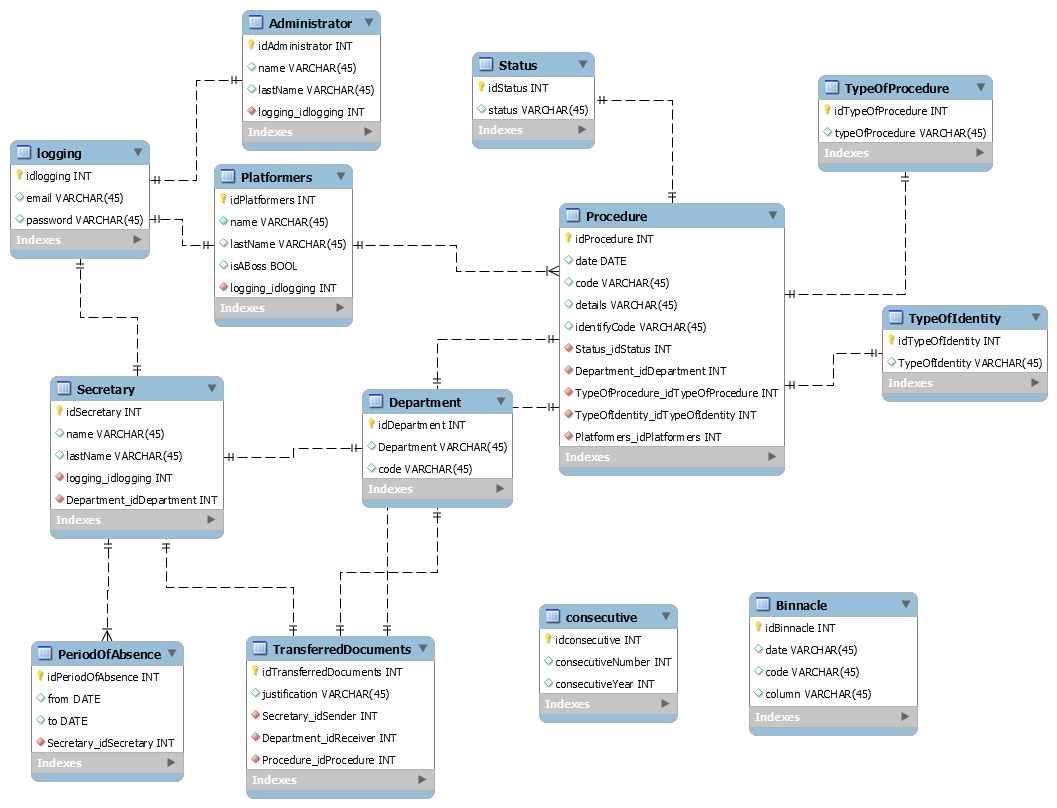 Administrator
idAdministrator INT
name VARCHAR(45)
lastName VARCHAR(45)
logging_idlogging INT
Indexes
Status
idStatus INT
status VARCHAR(45)
Indexes
TypeOfProcedure
idTypeOfProcedure INT
typeOfProcedure VARCHAR(45)
Indexes
logging
idlogging INT
email VARCHAR(45)
password VARCHAR(45)
Indexes
Platformers
idPlatformers INT
name VARCHAR(45)
lastName VARCHAR(45)
isABoss BOOL
logging_idlogging INT
Indexes
Procedure
idProcedure INT
date DATE
code VARCHAR(45)
details VARCHAR(45)
identifyCode VARCHAR(45)
Status_idStatus INT
Department_idDepartment INT
TypeOfProcedure_idTypeOfProcedure INT
TypeOfIdentity_idTypeOfIdentity INT
Platformers_idPlatformers INT
Indexes
TypeOfIdentity
idTypeOfIdentity INT
TypeOfIdentity VARCHAR(45)
Indexes
Secretary
idSecretary INT
name VARCHAR(45)
lastName VARCHAR(45)
logging_idlogging INT
Department_idDepartment INT
Indexes
Department
idDepartment INT
Department VARCHAR(45)
code VARCHAR(45)
Indexes
PeriodOfAbsence
idPeriodOfAbsence INT
from DATE
to DATE
Secretary_idSecretary INT
Indexes
TransferredDocuments
idTransferredDocuments INT
justification VARCHAR(45)
Secretary_idSender INT
Department_idReceiver INT
Procedure_idProcedure INT
Indexes
consecutive
idconsecutive INT
consecutiveNumber INT
consecutiveYear INT
Indexes
Binnacle
idBinnacle INT
date VARCHAR(45)
code VARCHAR(45)
column VARCHAR(45)
Indexes